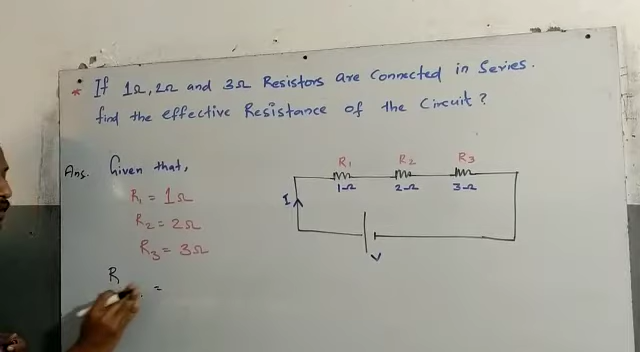 * If 1Ω, 2Ω and 3Ω Resistors are Connected in Series.
find the effective Resistance of the Circuit?
Ans. Given that,
R₁ = 1Ω
R₂ = 2Ω
R₃ = 3Ω
R =
R₁ R₂ R₃
1Ω 2Ω 3Ω
I
V